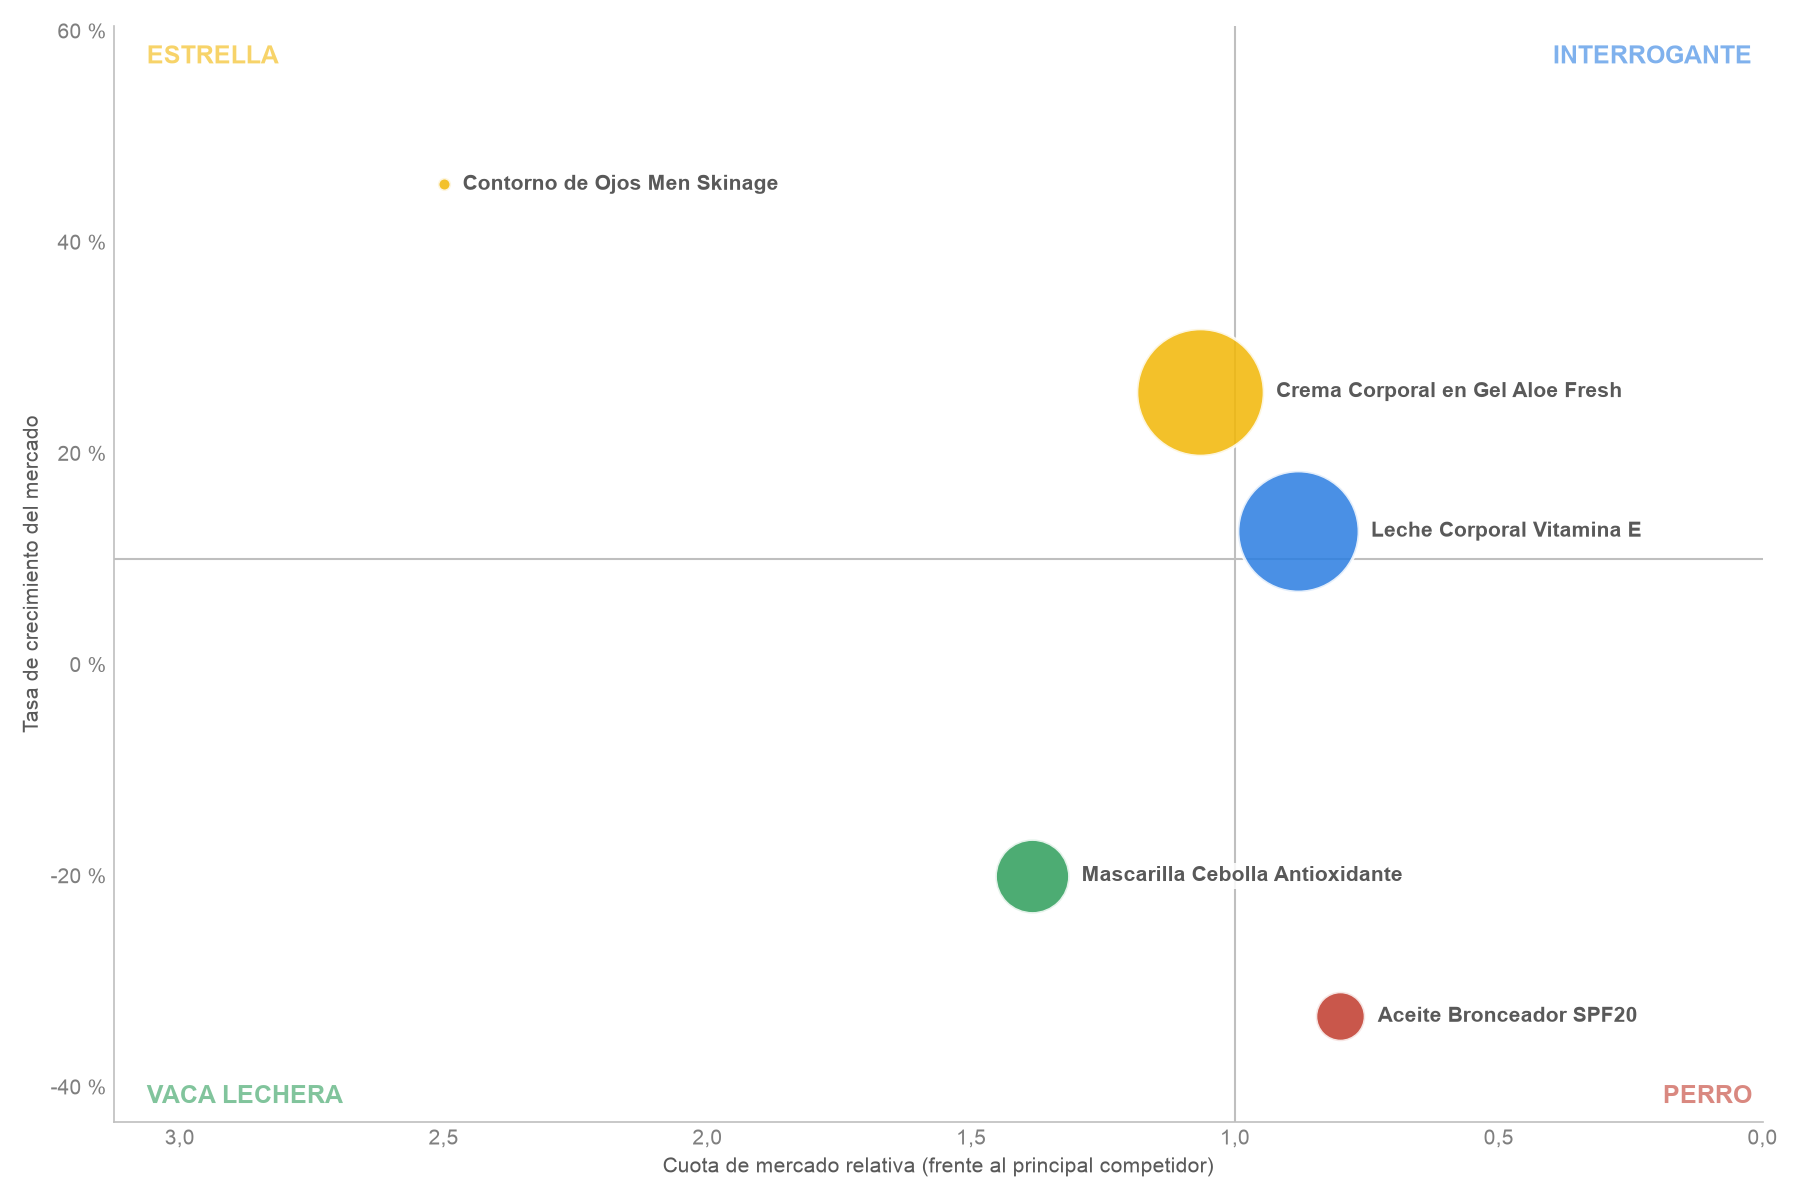 60 %
ESTRELLA
INTERROGANTE
Contorno de Ojos Men Skinage
40 %
Crema Corporal en Gel Aloe Fresh
20 %
Leche Corporal Vitamina E
Tasa de crecimiento del mercado
0 %
-20 %
Mascarilla Cebolla Antioxidante
Aceite Bronceador SPF20
-40 %
VACA LECHERA
PERRO
3,0
2,5
2,0
1,5
1,0
0,5
0,0
Cuota de mercado relativa (frente al principal competidor)